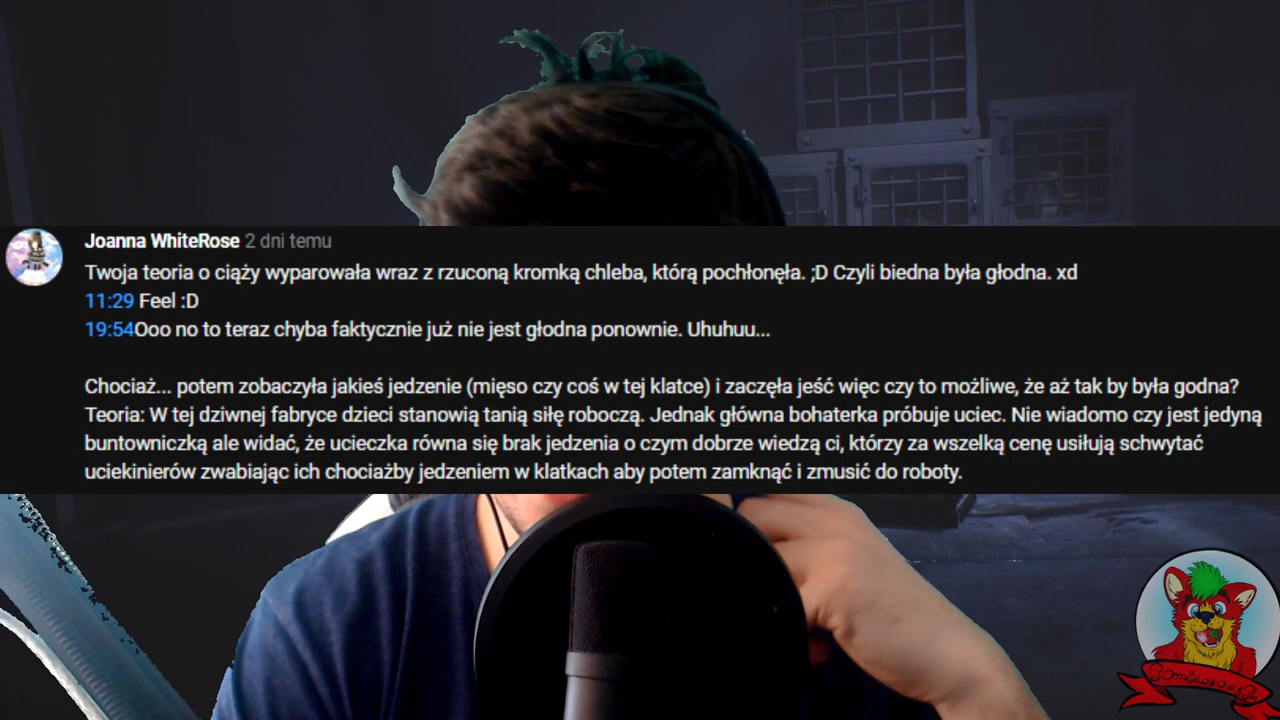 Joanna WhiteRose 2 dni temu
Twoja teoria o ciąży wyparowała wraz z rzuconą kromką chleba, którą pochłonęła. ;D Czyli biedna była głodna. xd
11:29 Feel :D
19:54Ooo no to teraz chyba faktycznie już nie jest głodna ponownie. Uhuhuu...
Chociaż... potem zobaczyła jakieś jedzenie (mięso czy coś w tej klatce) i zaczęła jeść więc czy to możliwe, że aż tak by była godna?
Teoria: W tej dziwnej fabryce dzieci stanowią tanią siłę roboczą. Jednak główna bohaterka próbuje uciec. Nie wiadomo czy jest jedyną
buntowniczką ale widać, że ucieczka równa się brak jedzenia o czym dobrze wiedzą ci, którzy za wszelką cenę usiłują schwytać
uciekinierów zwabiając ich chociażby jedzeniem w klatkach aby potem zamknąć i zmusić do roboty.